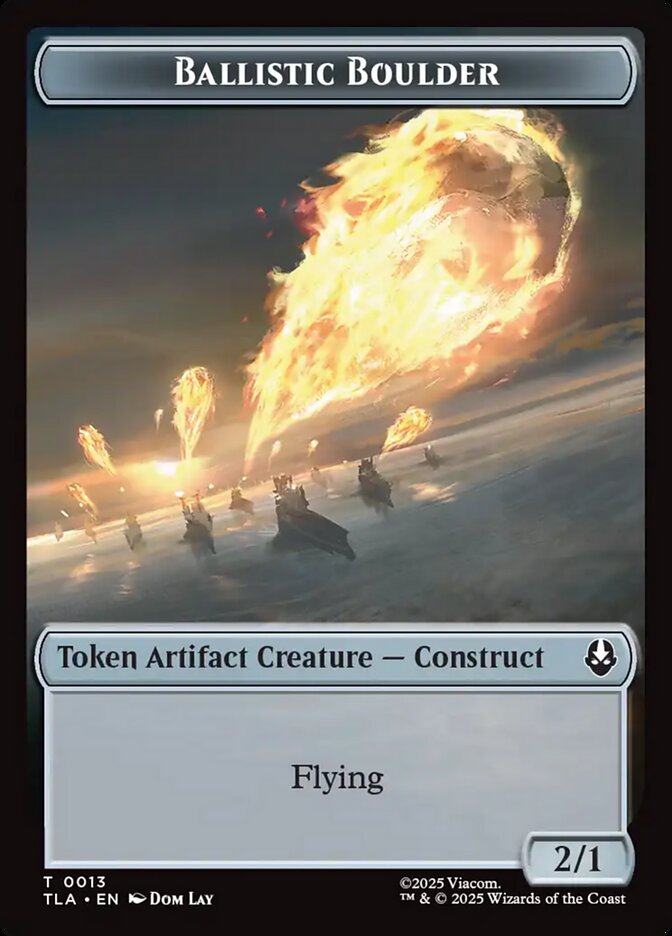 Ballistic Boulder
Token Artifact Creature — Construct
Flying
2/1
T 0013
TLA • EN Dom Lay
©2025 Viacom.
™ & © 2025 Wizards of the Coast